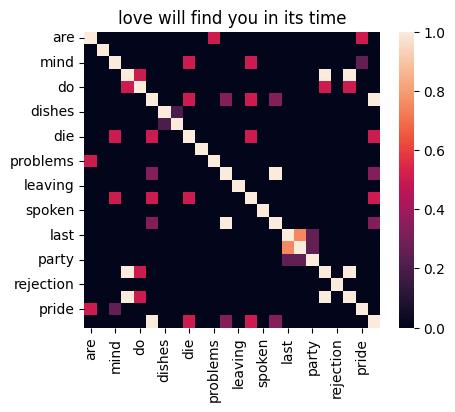 love will find you in its time
are
mind
do
dishes
die
problems
leaving
spoken
last
party
rejection
pride
1.0
0.8
0.6
0.4
0.2
0.0
are
mind
do
dishes
die
problems
leaving
spoken
last
party
rejection
pride